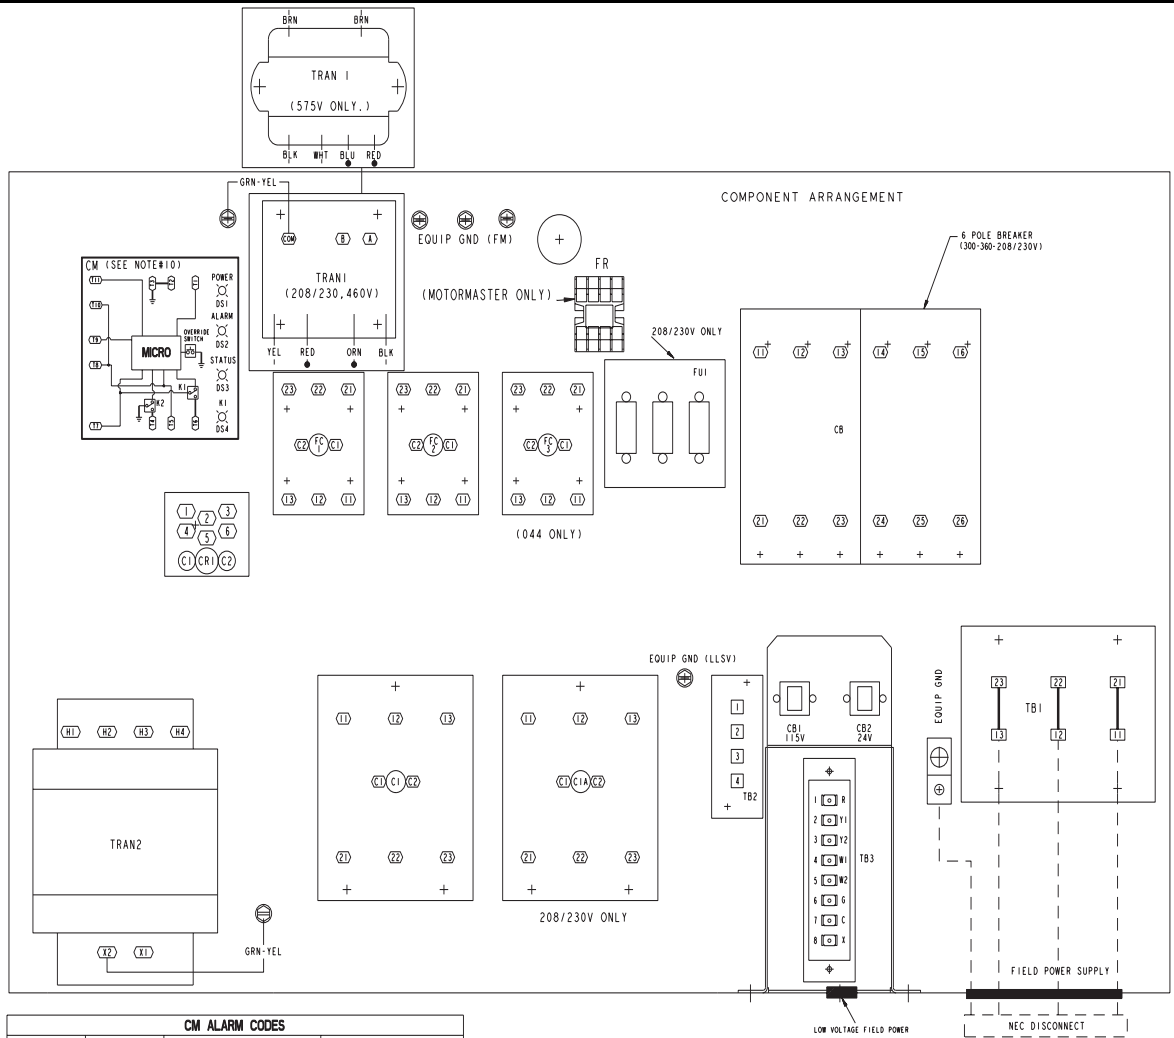 BRN BRN
TRAN 1
(575V ONLY.)
BLK WHT BLU RED
GRN-YEL
COMPONENT ARRANGEMENT
COM B A
EQUIP GND (FM)
6 POLE BREAKER
(300-360-208/230V)
TRAN1
(208/230,460V)
YEL RED ORN BLK
FR
(MOTORMASTER ONLY)
208/230V ONLY
FU1
CM (SEE NOTE#10)
T11
T10
T9
T8
T7
POWER
DS1
ALARM
DS2
OVERRIDE
SWITCH
STATUS
DS3
MICRO
K1
K2
K1
DS4
23 22 21
C2 FC 1 C1
13 12 11
23 22 21
C2 FC 2 C1
13 12 11
23 22 21
C2 FC 3 C1
13 12 11
(044 ONLY)
11 12 13 14 15 16
CB
21 22 23 24 25 26
1 2 3
4 5 6
C1 CR1 C2
H1 H2 H3 H4
TRAN2
X2 X1
GRN-YEL
11 12 13
C1 C1 C2
21 22 23
11 12 13
C1 C1A C2
21 22 23
208/230V ONLY
EQUIP GND (LLSV)
1
2
3
4
TB2
CB1
115V
CB2
24V
1 R
2 Y1
3 Y2
4 W1
5 W2
6 G
7 C
8 X
TB3
EQUIP GND
23 22 21
TB1
13 12 11
FIELD POWER SUPPLY
NEC DISCONNECT
LOW VOLTAGE FIELD POWER
CM ALARM CODES